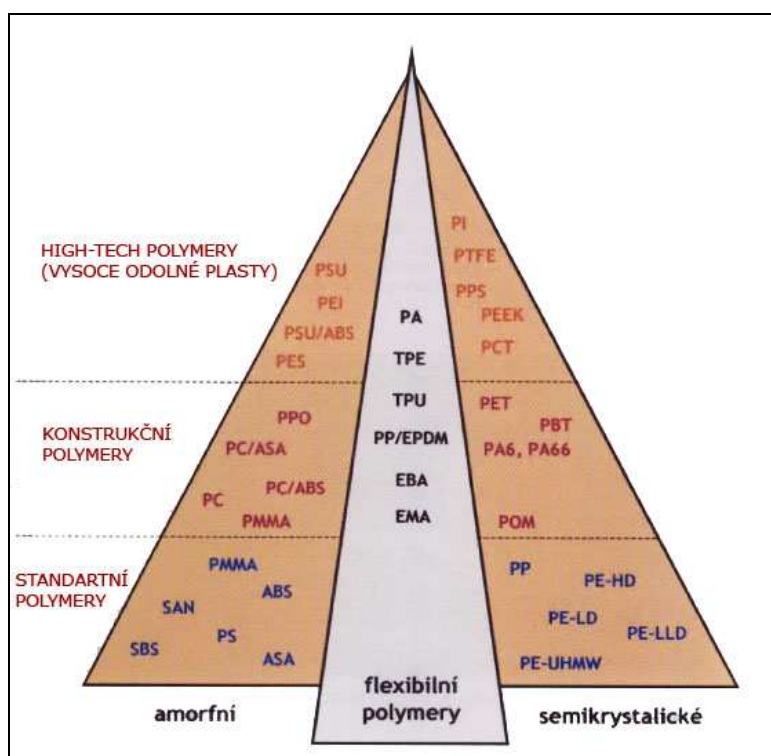 HIGH-TECH POLYMERY
(VYSOCE ODOLNÉ PLASTY)
PSU
PEI
PSU/ABS
PES
PA
TPE
PI
PTFE
PPS
PEEK
PCT
KONSTRUKČNÍ
POLYMERY
PPO
PC/ASA
PC
PC/ABS
PMMA
TPU
PP/EPDM
EBA
EMA
PET
PBT
PA6, PA66
POM
STANDARTNÍ
POLYMERY
PMMA
ABS
SAN
PS
SBS
ASA
PP
PE-HD
PE-LD
PE-LLD
PE-UHMW
amorfní
flexibilní
polymery
semikrystalické